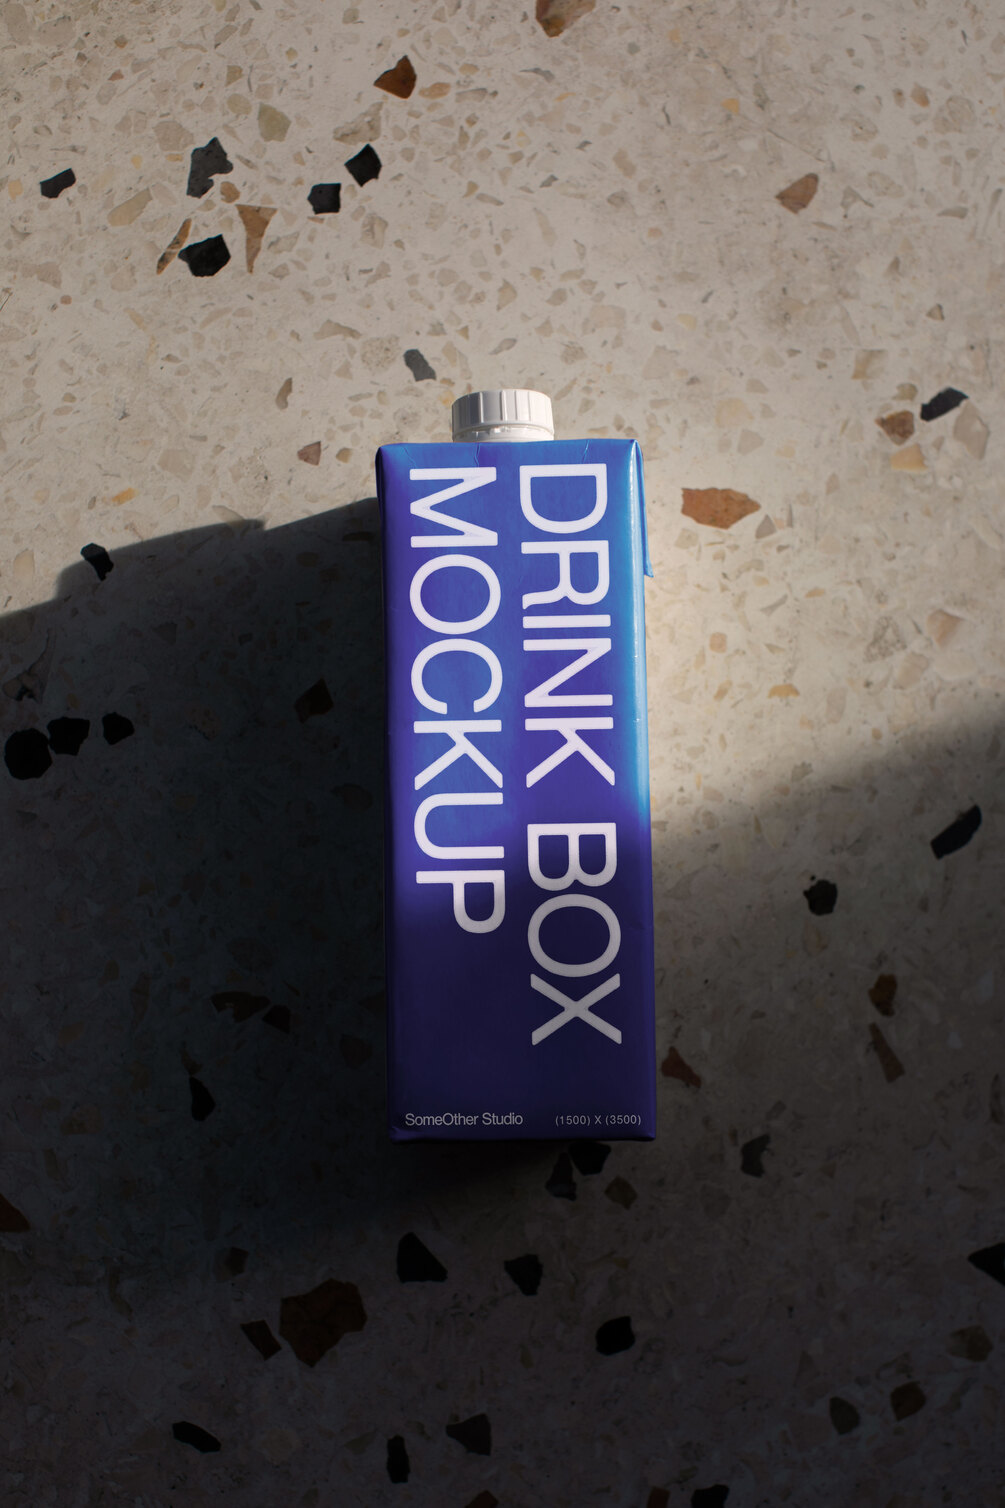 DRINK BOX
MOCKUP
SomeOther Studio
(1500) X (3500)